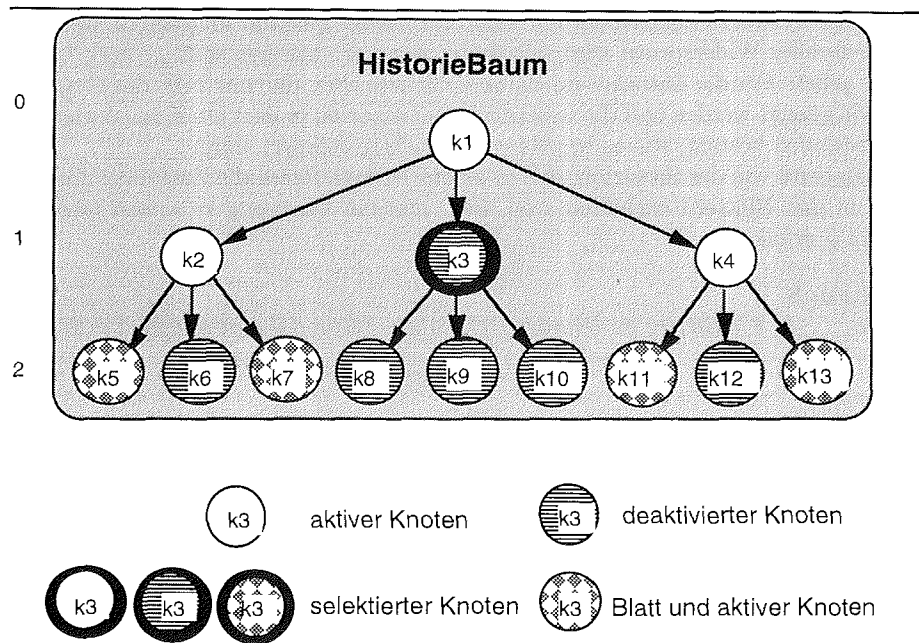 HistorieBaum
0
k1
1
k2 k3 k4
2
k5 k6 k7 k8 k9 k10 k11 k12 k13
k3 aktiver Knoten k3 deaktivierter Knoten
k3 k3 k3 selektierter Knoten k3 Blatt und aktiver Knoten